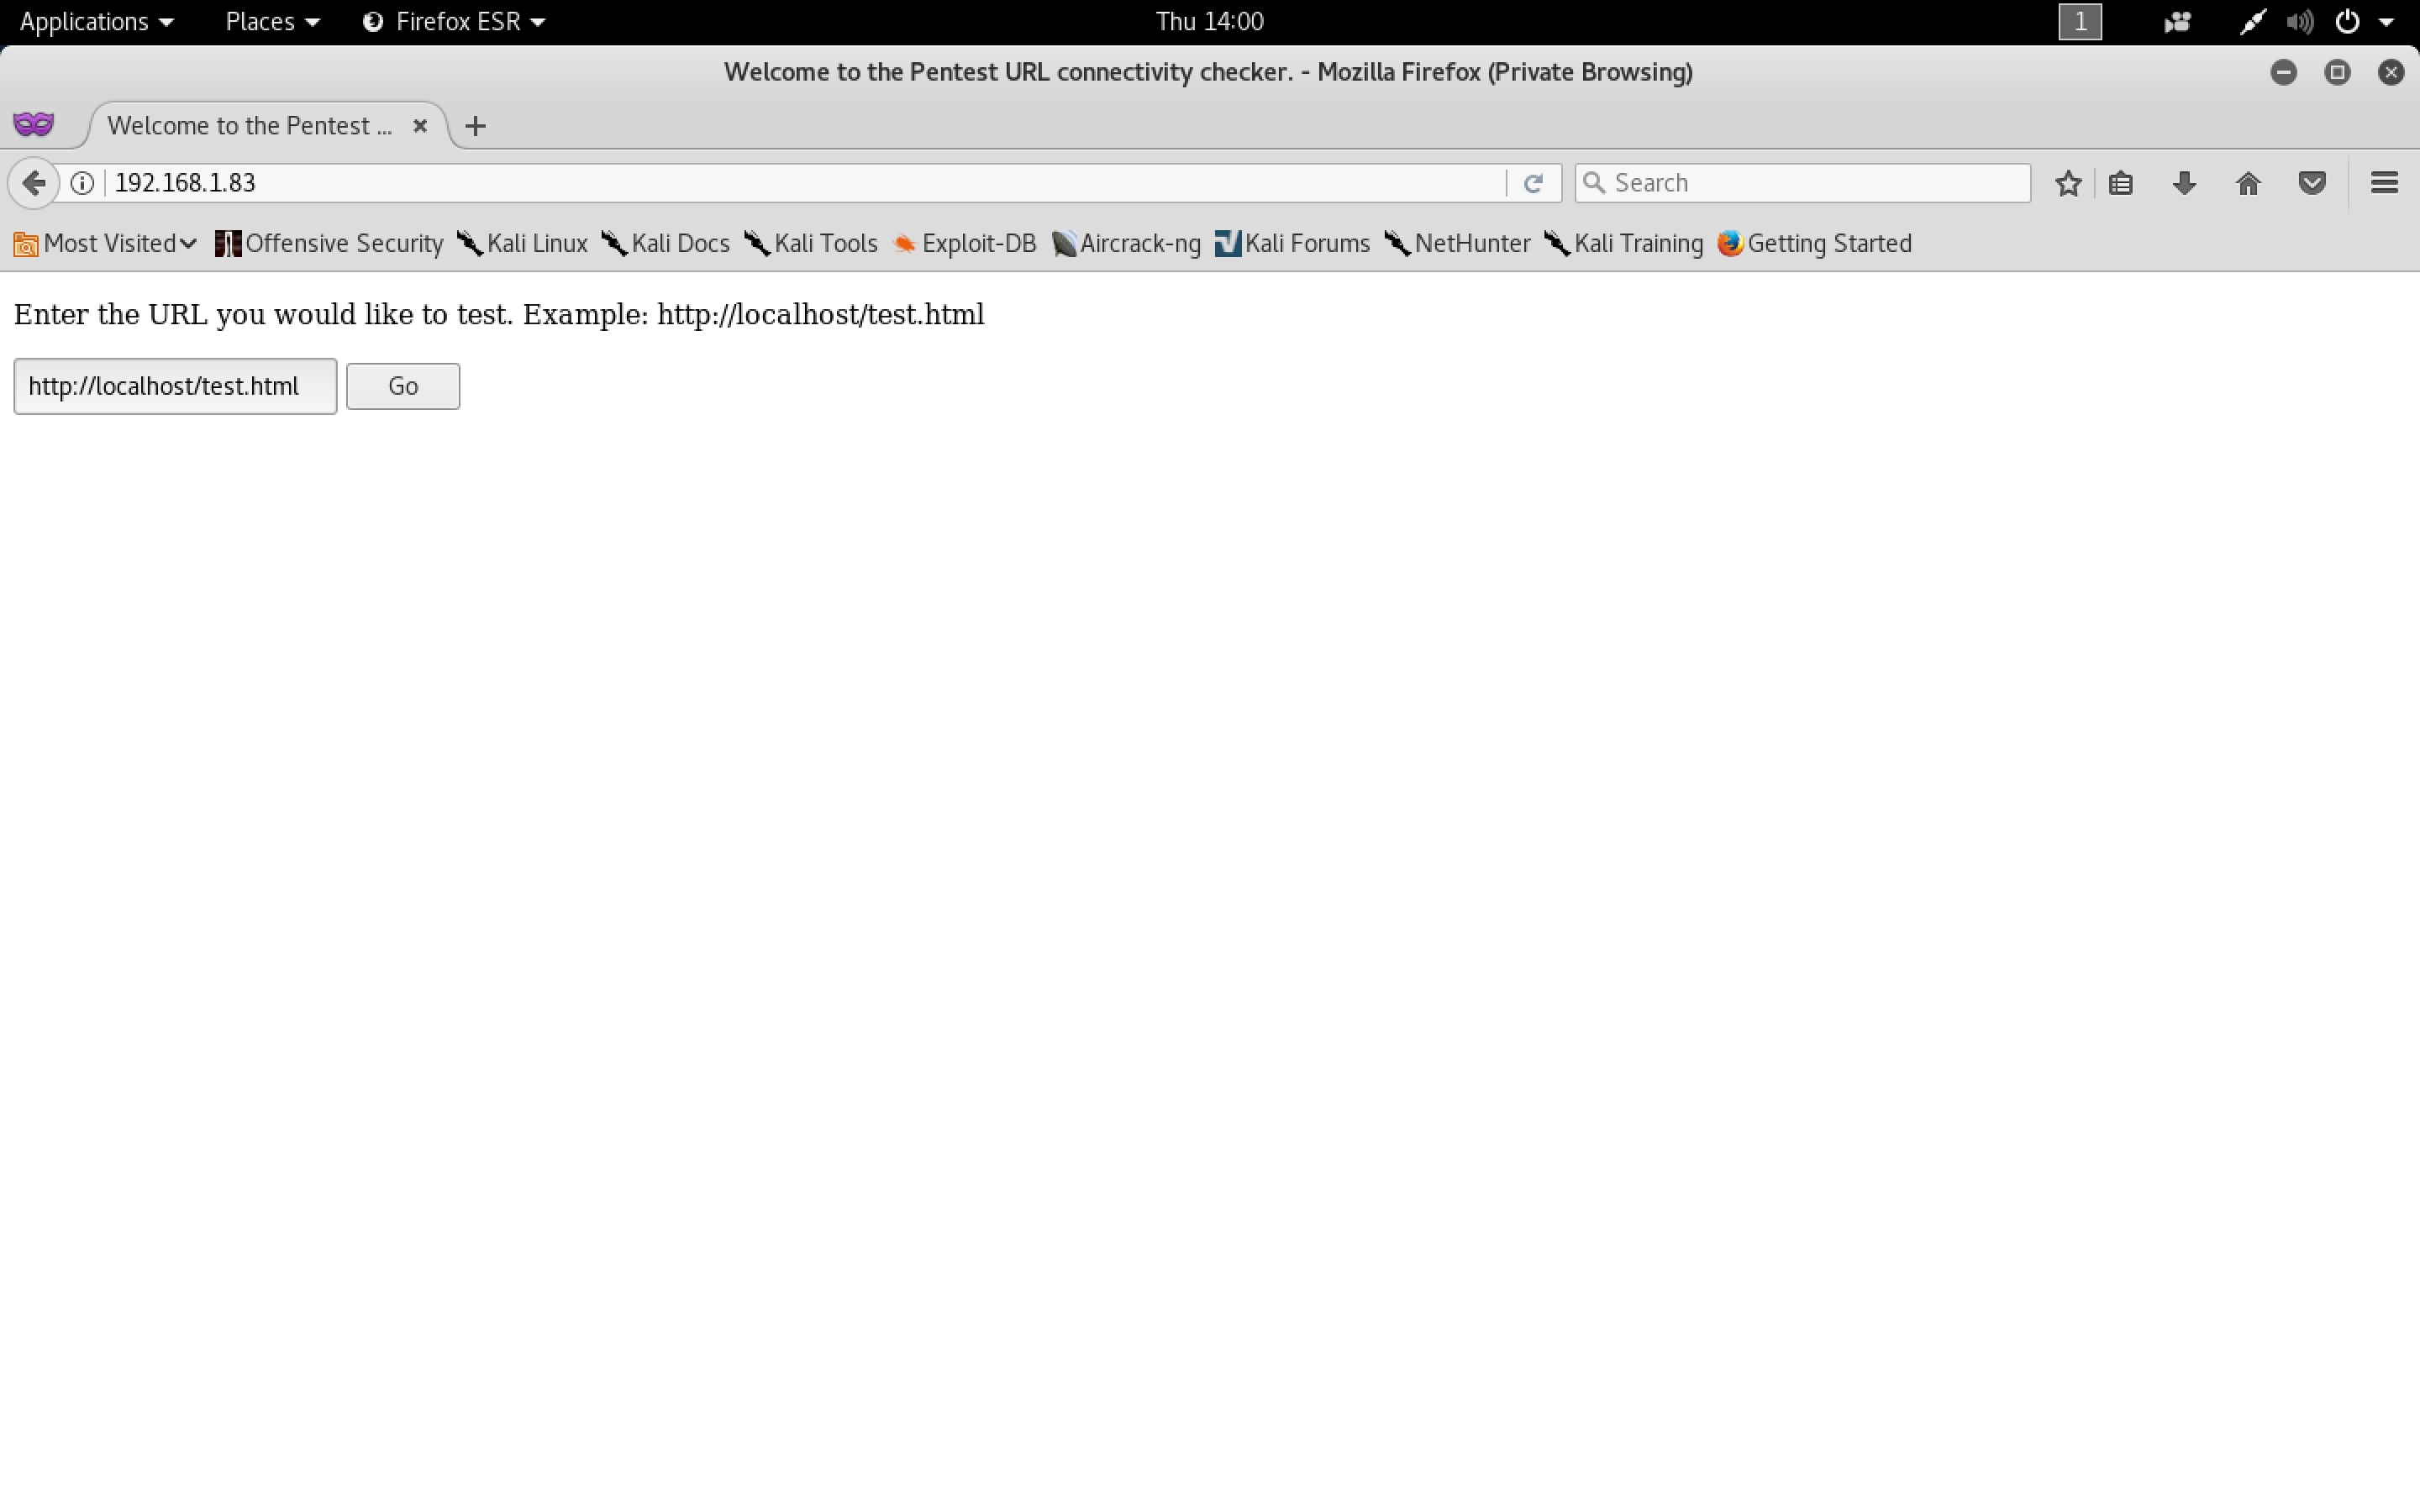 Applications Places Firefox ESR Thu 14:00 1
Welcome to the Pentest URL connectivity checker. - Mozilla Firefox (Private Browsing)
Welcome to the Pentest ...
192.168.1.83 Search
Most Visited Offensive Security Kali Linux Kali Docs Kali Tools Exploit-DB Aircrack-ng Kali Forums NetHunter Kali Training Getting Started
Enter the URL you would like to test. Example: http://localhost/test.html
http://localhost/test.html Go